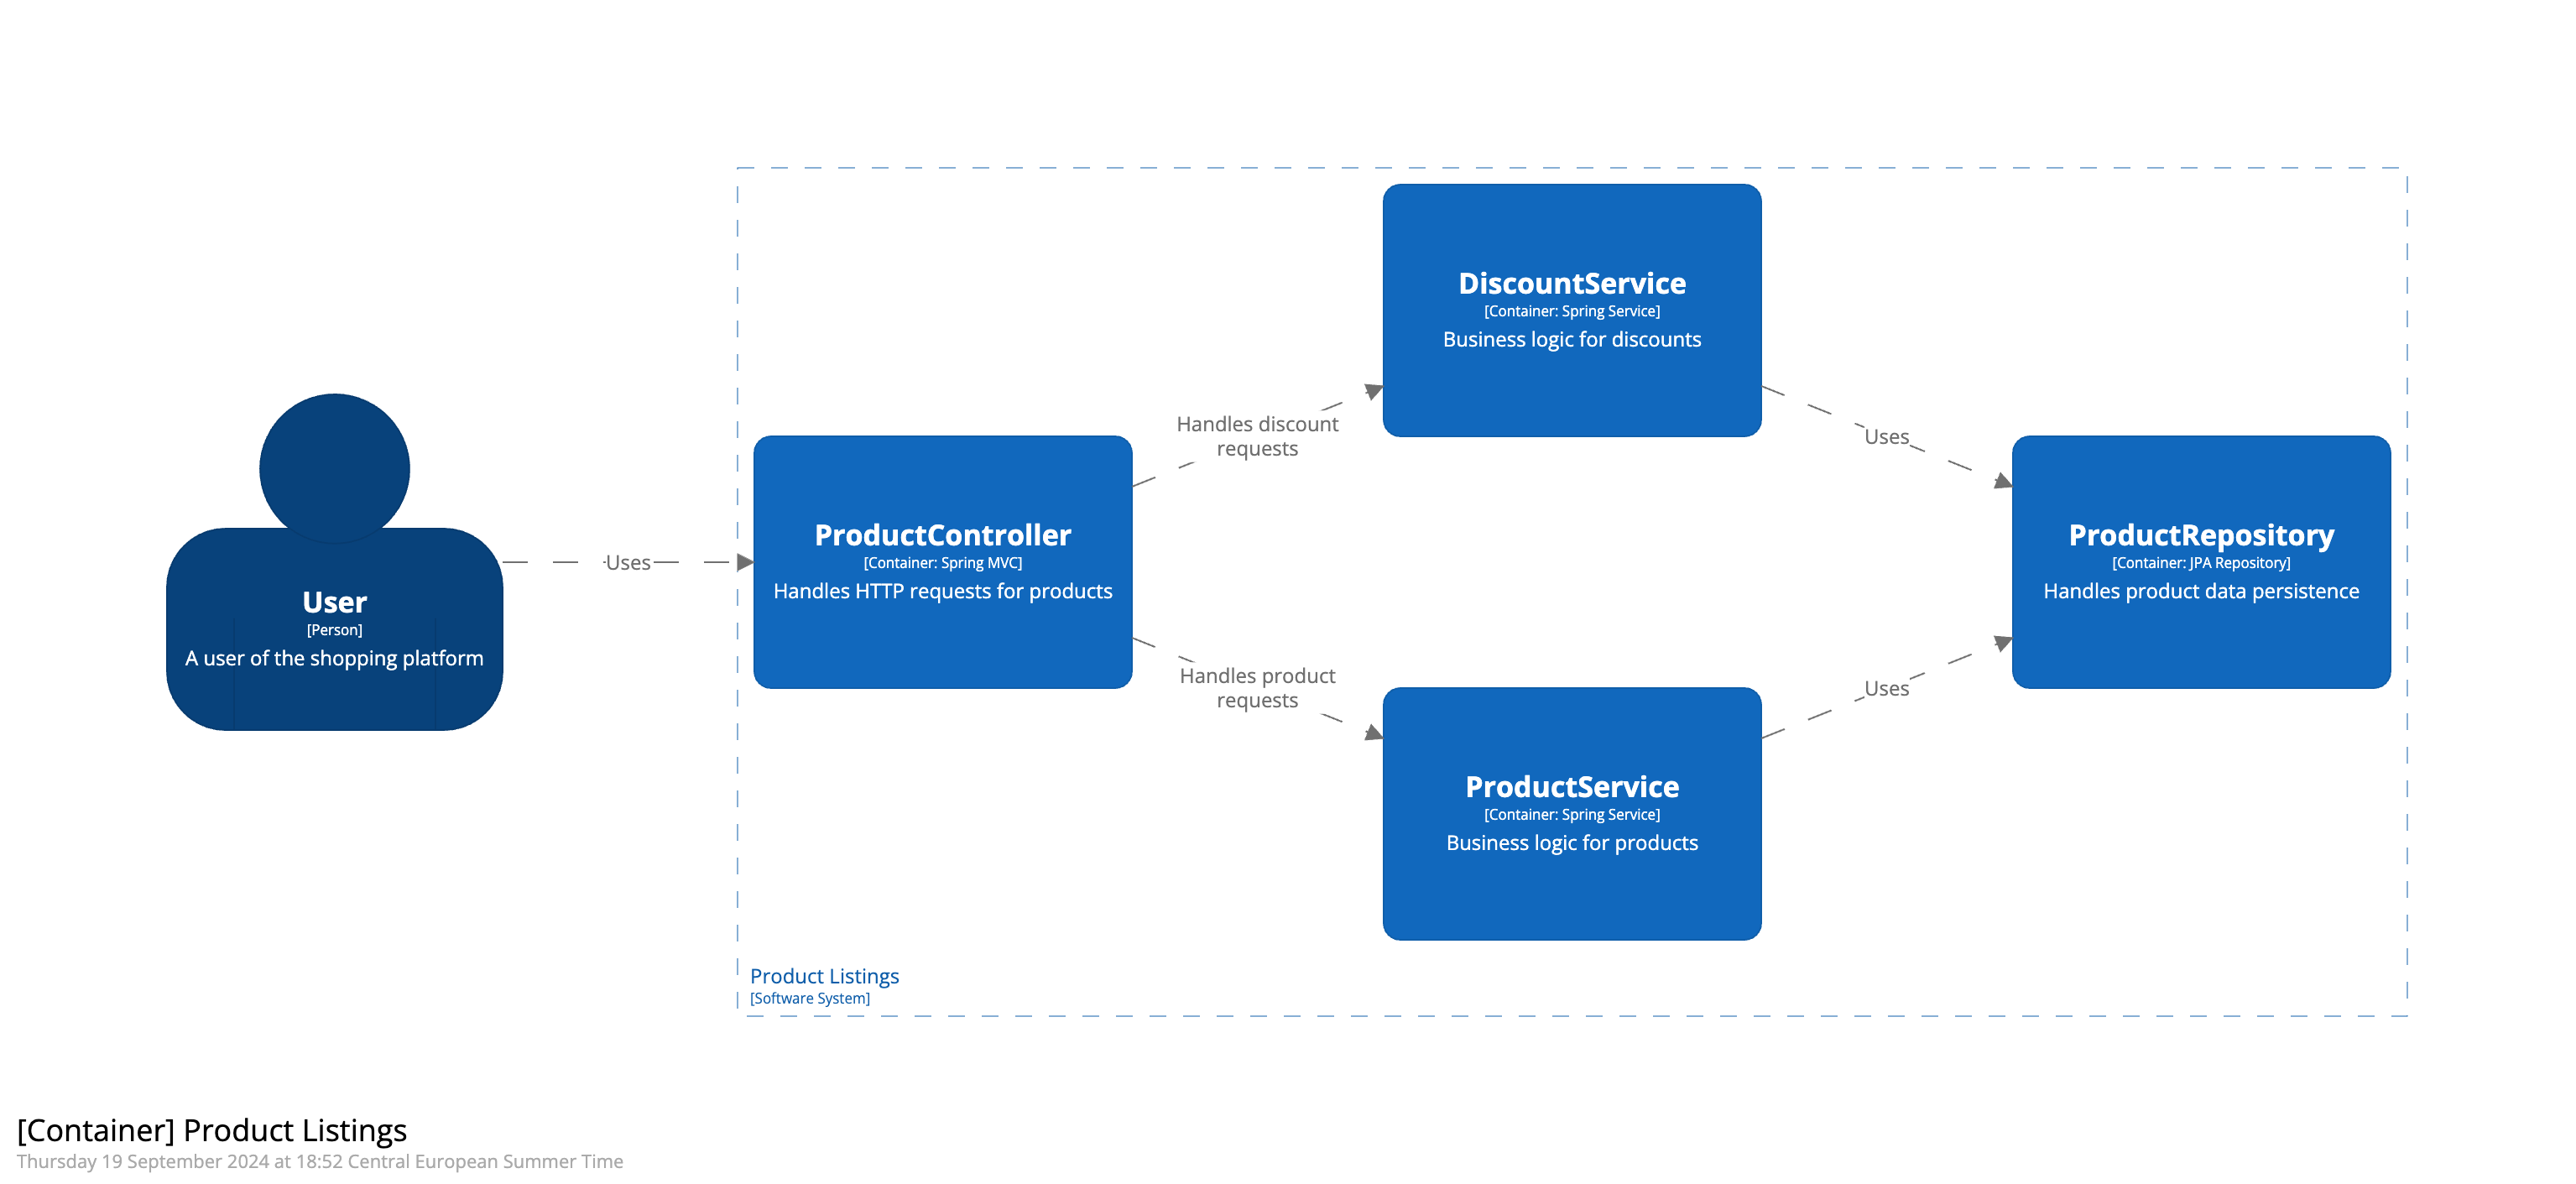 User
[Person]
A user of the shopping platform
Uses
ProductController
[Container: Spring MVC]
Handles HTTP requests for products
Handles discount
requests
Handles product
requests
DiscountService
[Container: Spring Service]
Business logic for discounts
ProductService
[Container: Spring Service]
Business logic for products
Uses
Uses
ProductRepository
[Container: JPA Repository]
Handles product data persistence
Product Listings
[Software System]
[Container] Product Listings
Thursday 19 September 2024 at 18:52 Central European Summer Time